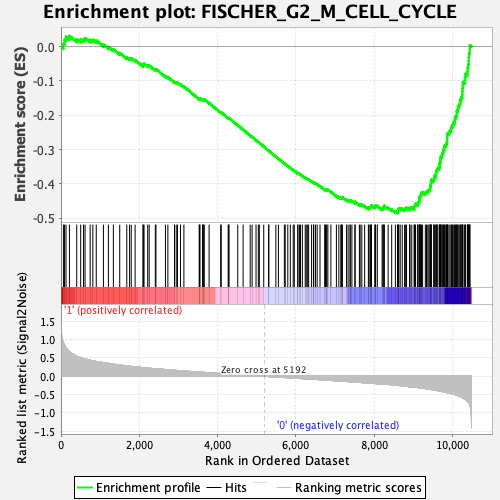 Enrichment plot: FISCHER_G2_M_CELL_CYCLE
Enrichment score (ES)
0.0
-0.1
-0.2
-0.3
-0.4
-0.5
'1' (positively correlated)
Ranked list metric (Signal2Noise)
1.5
1.0
0.5
0.0
-0.5
-1.0
-1.5
Zero cross at 5192
'0' (negatively correlated)
0
2,000
4,000
6,000
8,000
10,000
Rank in Ordered Dataset
Enrichment profile
Hits
Ranking metric scores